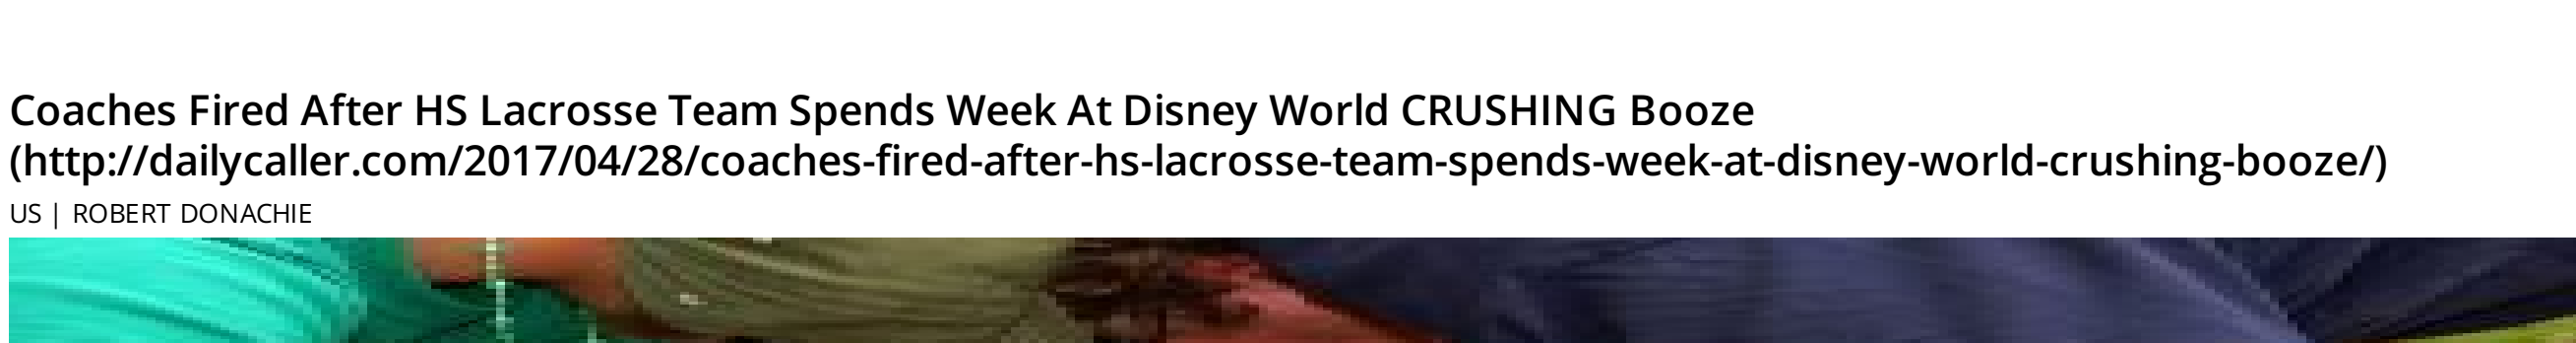 Coaches Fired After HS Lacrosse Team Spends Week At Disney World CRUSHING Booze
(http://dailycaller.com/2017/04/28/coaches-fired-after-hs-lacrosse-team-spends-week-at-disney-world-crushing-booze/)
US | ROBERT DONACHIE